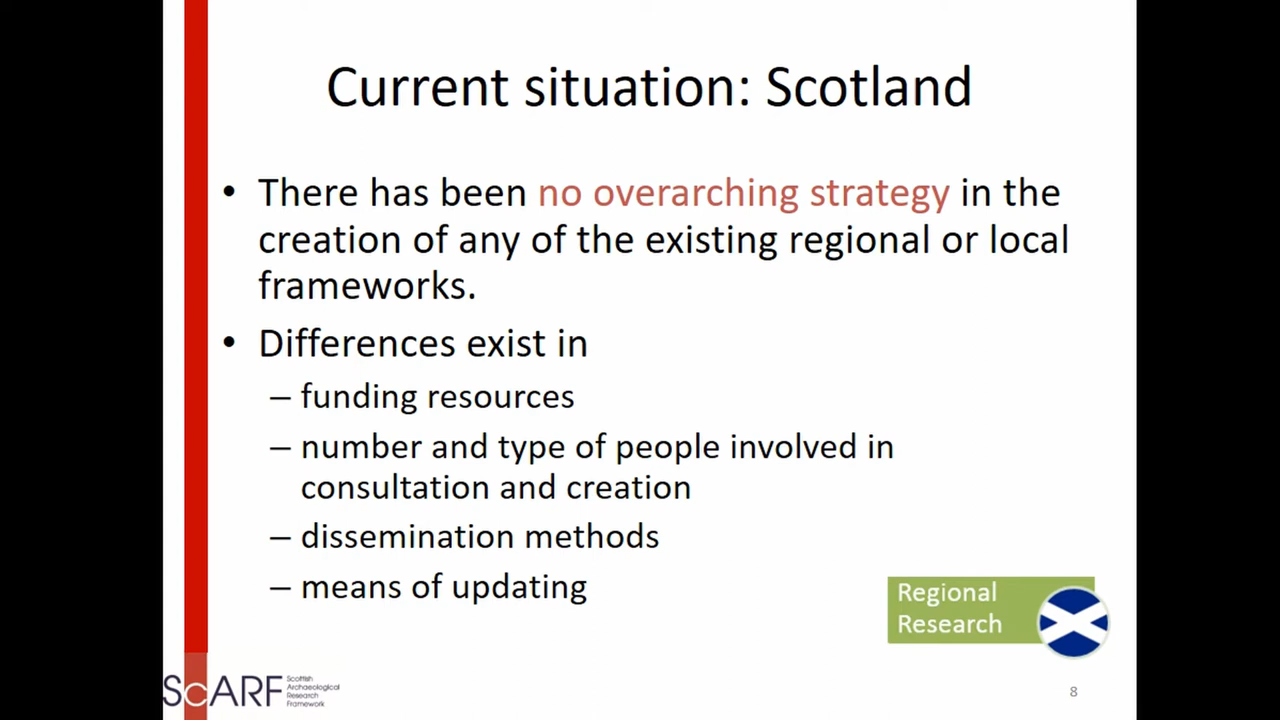 Current situation: Scotland
• There has been no overarching strategy in the
creation of any of the existing regional or local
frameworks.
• Differences exist in
– funding resources
– number and type of people involved in
consultation and creation
– dissemination methods
– means of updating
Regional
Research
ScARF
Scottish
Archaeological
Research
Framework
8